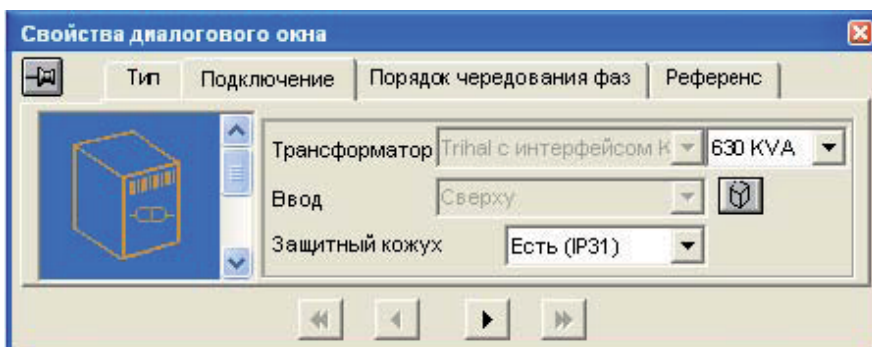 Свойства диалогового окна
Тип Подключение Порядок чередования фаз Референс
Трансформатор Trihal с интерфейсом К 630 KVA
Ввод Сверху
Защитный кожух Есть (IP31)